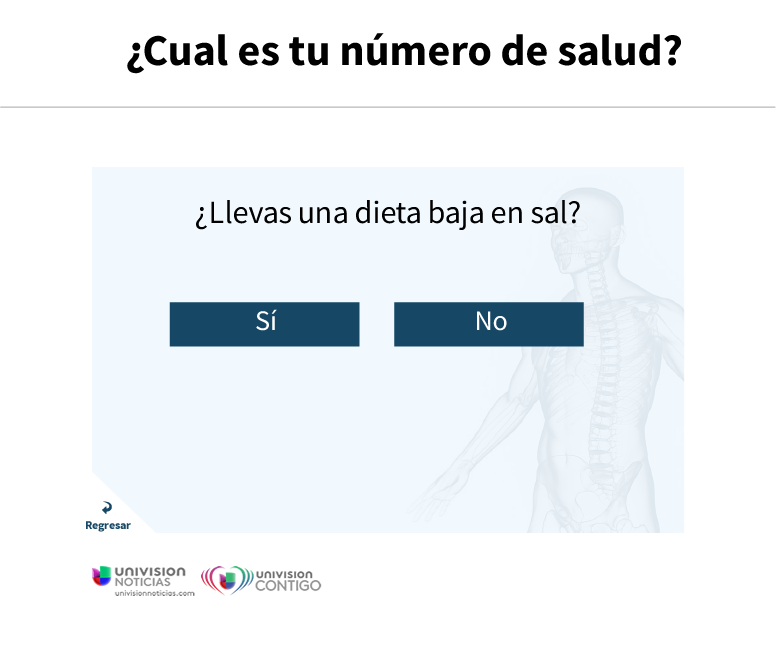 ¿Cual es tu número de salud?
¿Llevas una dieta baja en sal?
Sí
No
Regresar
UNIVISION
NOTICIAS
univisionnoticias.com
UNIVISION
CONTIGO